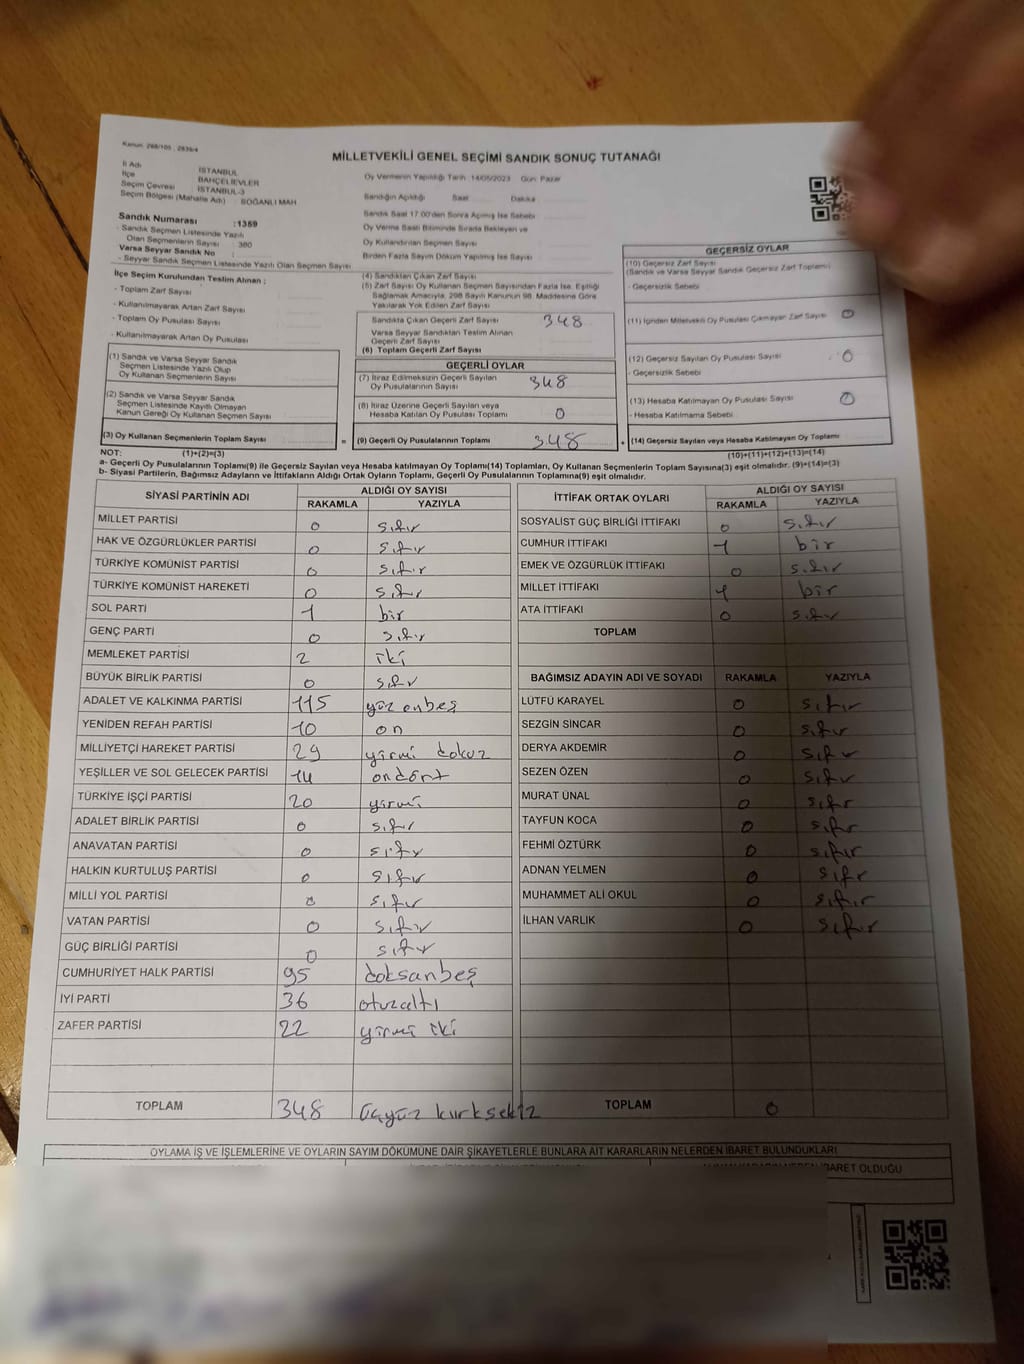 Kanun: 298/105 , 2839/4
MİLLETVEKİLİ GENEL SEÇİMİ SANDIK SONUÇ TUTANAĞI
İl Adı : İSTANBUL
İlçe : BAHÇELİEVLER
Seçim Çevresi : İSTANBUL-3
Seçim Bölgesi (Mahalle Adı) : SOĞANLI MAH
Sandık Numarası :1359
- Sandık Seçmen Listesinde Yazılı
Olan Seçmenlerin Sayısı : 380
Varsa Seyyar Sandık No :
- Seyyar Seçmen Listesinde Yazılı Olan Seçmen Sayısı
Oy Vermenin Yapıldığı Tarih :14/05/2023 Gün: Pazar
Sandığın Açıldığı Saat Dakika
Sandık Saat 17:00'den Sonra Açılmış İse Sebebi
Oy Verme Saati Bitiminde Sırada Bekleyen ve
Oy Kullandırılan Seçmen Sayısı
Birden Fazla Sayım Döküm Yapılmış İse Sayısı
İlçe Seçim Kurulundan Teslim Alınan :
- Toplam Zarf Sayısı
- Kullanılmayarak Artan Zarf Sayısı
- Toplam Oy Pusulası Sayısı
- Kullanılmayarak Artan Oy Pusulası
(1) Sandık ve Varsa Seyyar Sandık
Seçmen Listesinde Yazılı Olup
Oy Kullanan Seçmenlerin Sayısı
(2) Sandık ve Varsa Seyyar Sandık
Seçmen Listesinde Kayıtlı Olmayan
Kanun Gereği Oy Kullanan Seçmen Sayısı
(3) Oy Kullanan Seçmenlerin Toplam Sayısı =
(4) Sandıktan Çıkan Zarf Sayısı
(5) Zarf Sayısı Oy Kullanan Seçmen Sayısından Fazla İse, Eşitliği
Sağlamak Amacıyla, 298 Sayılı Kanunun 98. Maddesine Göre
Yakılarak Yok Edilen Zarf Sayısı
Sandıkta Çıkan Geçerli Zarf Sayısı 348
Varsa Seyyar Sandıktan Teslim Alınan
Geçerli Zarf Sayısı
(6) Toplam Geçerli Zarf Sayısı
GEÇERLİ OYLAR
(7) İtiraz Edilmeksizin Geçerli Sayılan
Oy Pusulalarının Sayısı 348
(8) İtiraz Üzerine Geçerli Sayılan veya
Hesaba Katılan Oy Pusulası Toplamı 0
(9) Geçerli Oy Pusulalarının Toplamı 348 +
GEÇERSİZ OYLAR
(10) Geçersiz Zarf Sayısı
(Sandık ve Varsa Seyyar Sandık Geçersiz Zarf Toplamı)
- Geçersizlik Sebebi
(11) İçinden Milletvekili Oy Pusulası Çıkmayan Zarf Sayısı 0
(12) Geçersiz Sayılan Oy Pusulası Sayısı 0
- Geçersizlik Sebebi
(13) Hesaba Katılmayan Oy Pusulası Sayısı 0
- Hesaba Katılmama Sebebi
(14) Geçersiz Sayılan veya Hesaba Katılmayan Oy Toplamı
NOT: (1)+(2)=(3) (10)+(11)+(12)+(13)=(14)
a- Geçerli Oy Pusulalarının Toplamı(9) ile Geçersiz Sayılan veya Hesaba katılmayan Oy Toplamı(14) Toplamları, Oy Kullanan Seçmenlerin Toplam Sayısına(3) eşit olmalıdır. (9)+(14)=(3)
b- Siyasi Partilerin, Bağımsız Adayların ve İttifakların Aldığı Ortak Oyların Toplamı, Geçerli Oy Pusulalarının Toplamına(9) eşit olmalıdır.
SİYASİ PARTİNİN ADI ALDIĞI OY SAYISI
RAKAMLA YAZIYLA
MİLLET PARTİSİ 0 sıfır
HAK VE ÖZGÜRLÜKLER PARTİSİ 0 sıfır
TÜRKİYE KOMÜNİST PARTİSİ 0 sıfır
TÜRKİYE KOMÜNİST HAREKETİ 0 sıfır
SOL PARTİ 1 bir
GENÇ PARTİ 0 sıfır
MEMLEKET PARTİSİ 2 iki
BÜYÜK BİRLİK PARTİSİ 0 sıfır
ADALET VE KALKINMA PARTİSİ 115 yüz onbeş
YENİDEN REFAH PARTİSİ 10 on
MİLLİYETÇİ HAREKET PARTİSİ 29 yirmi dokuz
YEŞİLLER VE SOL GELECEK PARTİSİ 14 ondört
TÜRKİYE İŞÇİ PARTİSİ 20 yirmi
ADALET BİRLİK PARTİSİ 0 sıfır
ANAVATAN PARTİSİ 0 sıfır
HALKIN KURTULUŞ PARTİSİ 0 sıfır
MİLLİ YOL PARTİSİ 0 sıfır
VATAN PARTİSİ 0 sıfır
GÜÇ BİRLİĞİ PARTİSİ 0 sıfır
CUMHURİYET HALK PARTİSİ 95 doksanbeş
İYİ PARTİ 36 otuzaltı
ZAFER PARTİSİ 22 yirmi iki
TOPLAM 348 üçyüz kırksekiz
İTTİFAK ORTAK OYLARI ALDIĞI OY SAYISI
RAKAMLA YAZIYLA
SOSYALİST GÜÇ BİRLİĞİ İTTİFAKI 0 sıfır
CUMHUR İTTİFAKI 1 bir
EMEK VE ÖZGÜRLÜK İTTİFAKI 0 sıfır
MİLLET İTTİFAKI 1 bir
ATA İTTİFAKI 0 sıfır
TOPLAM
BAĞIMSIZ ADAYIN ADI VE SOYADI RAKAMLA YAZIYLA
LÜTFÜ KARAYEL 0 sıfır
SEZGİN SİNCAR 0 sıfır
DERYA AKDEMİR 0 sıfır
SEZEN ÖZEN 0 sıfır
MURAT ÜNAL 0 sıfır
TAYFUN KOCA 0 sıfır
FEHMİ ÖZTÜRK 0 sıfır
ADNAN YELMEN 0 sıfır
MUHAMMET ALİ OKUL 0 sıfır
İLHAN VARLIK 0 sıfır
TOPLAM 0
OYLAMA İŞ VE İŞLEMLERİNE VE OYLARIN SAYIM DÖKÜMÜNE DAİR ŞİKAYETLERLE BUNLARA AİT KARARLARIN NELERDEN İBARET BULUNDUKLARI
İBARET OLDUĞU